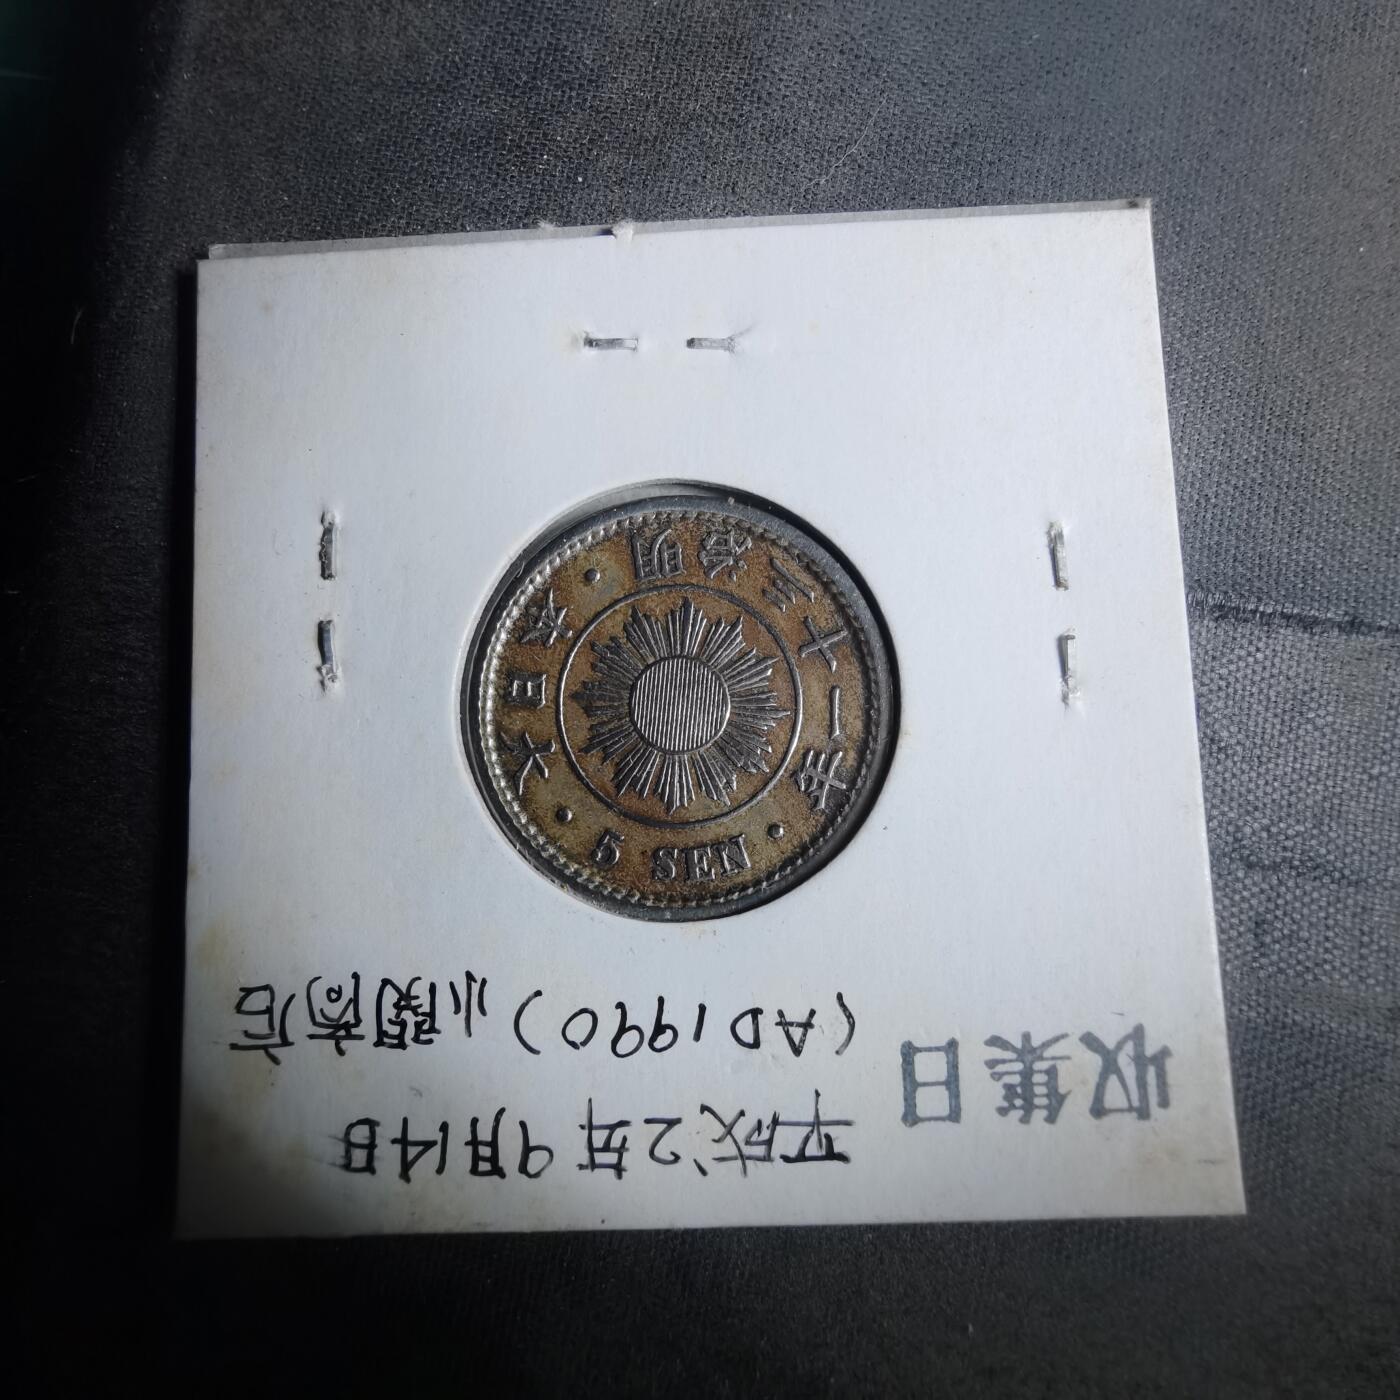 大日本・明治三十一年・
5 SEN
収集日
平成2年9月14日
(AD1990) 小関商店